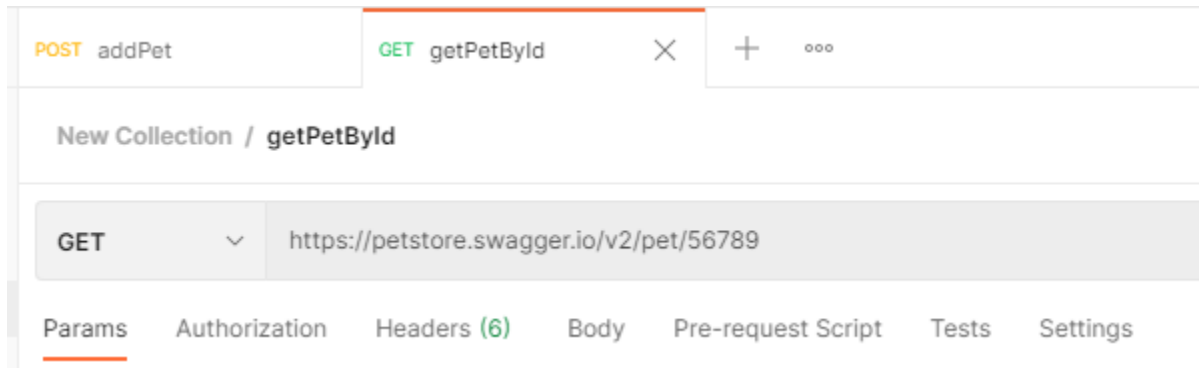 POST addPet GET getPetById
New Collection / getPetById
GET https://petstore.swagger.io/v2/pet/56789
Params Authorization Headers (6) Body Pre-request Script Tests Settings